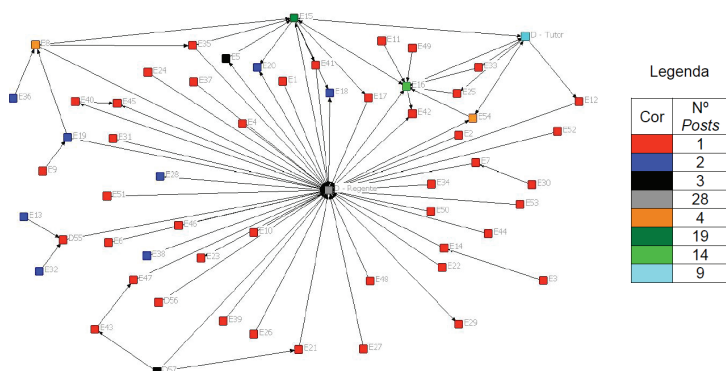 E15
E8
E35
E5
D - Tutor
E11
E49
E24
E20
E41
E33
E37
E1
E16
E25
E36
E18
E17
E12
E40
E45
E42
E54
E4
E52
E19
E31
E2
E9
E7
E28
E34
E30
E51
D - Regente
E53
E13
E50
E46
E10
E44
D55
E6
E14
E38
E23
E32
E22
E47
E48
E3
D56
E39
E29
E43
E26
E21
E27
D57
Legenda
Cor
Nº
Posts
1
2
3
28
4
19
14
9